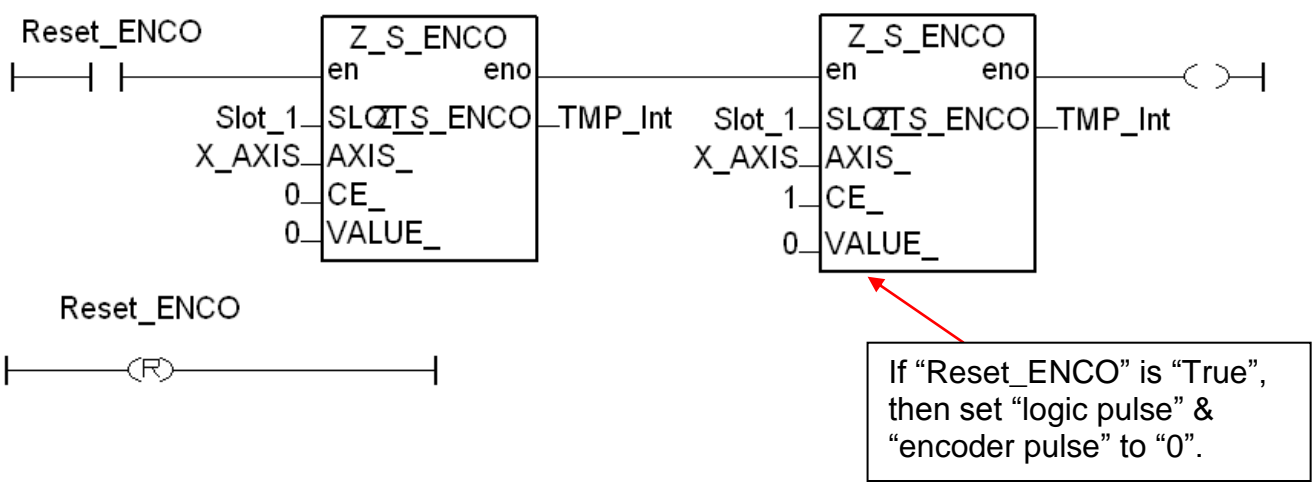 Reset_ENCO
Z_S_ENCO
Z_S_ENCO
en eno
en eno
Slot_1 SLOT_ Z_S_ENCO TMP_Int
Slot_1 SLOT_ Z_S_ENCO TMP_Int
X_AXIS AXIS_
X_AXIS AXIS_
0 CE_
1 CE_
0 VALUE_
0 VALUE_
Reset_ENCO
R
If “Reset_ENCO” is “True”,
then set “logic pulse” &
“encoder pulse” to “0”.